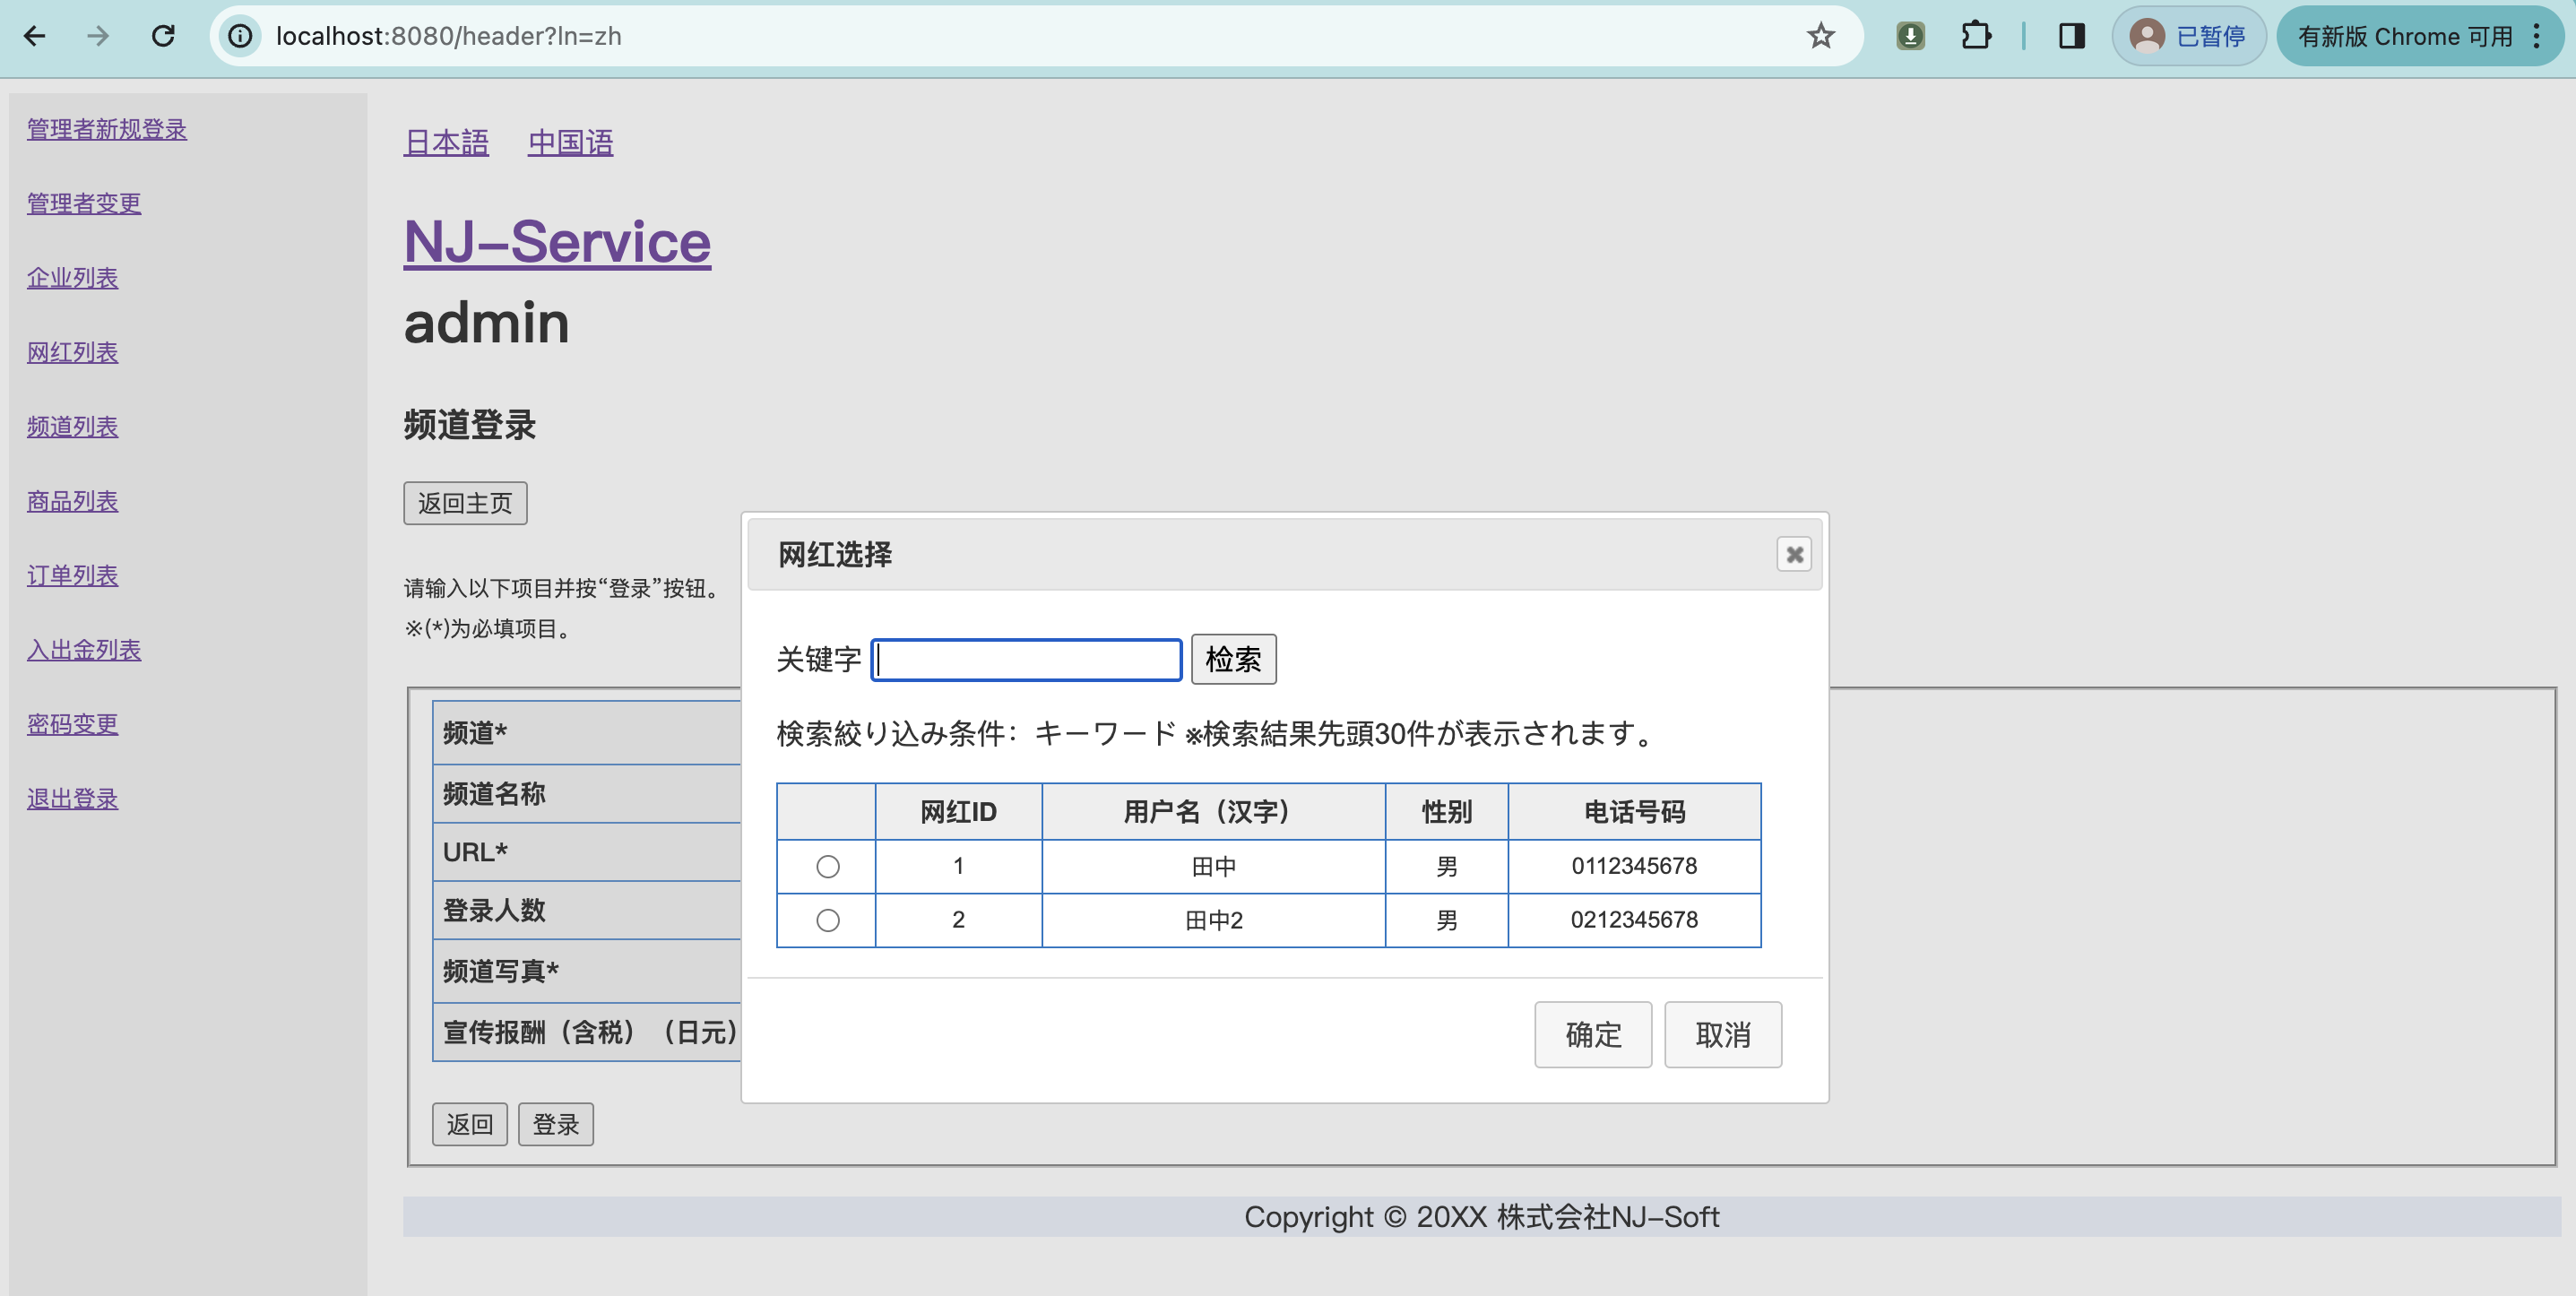 localhost:8080/header?ln=zh
已暂停
有新版 Chrome 可用
管理者新规登录
管理者变更
企业列表
网红列表
频道列表
商品列表
订单列表
入出金列表
密码变更
退出登录
日本語 中国语
NJ-Service
admin
频道登录
返回主页
请输入以下项目并按“登录”按钮。
※(*)为必填项目。
频道*
频道名称
URL*
登录人数
频道写真*
宣传报酬（含税）（日元）
返回 登录
网红选择
关键字 检索
検索絞り込み条件：キーワード ※検索結果先頭30件が表示されます。
网红ID 用户名（汉字） 性别 电话号码
1 田中 男 0112345678
2 田中2 男 0212345678
确定 取消
Copyright © 20XX 株式会社NJ-Soft